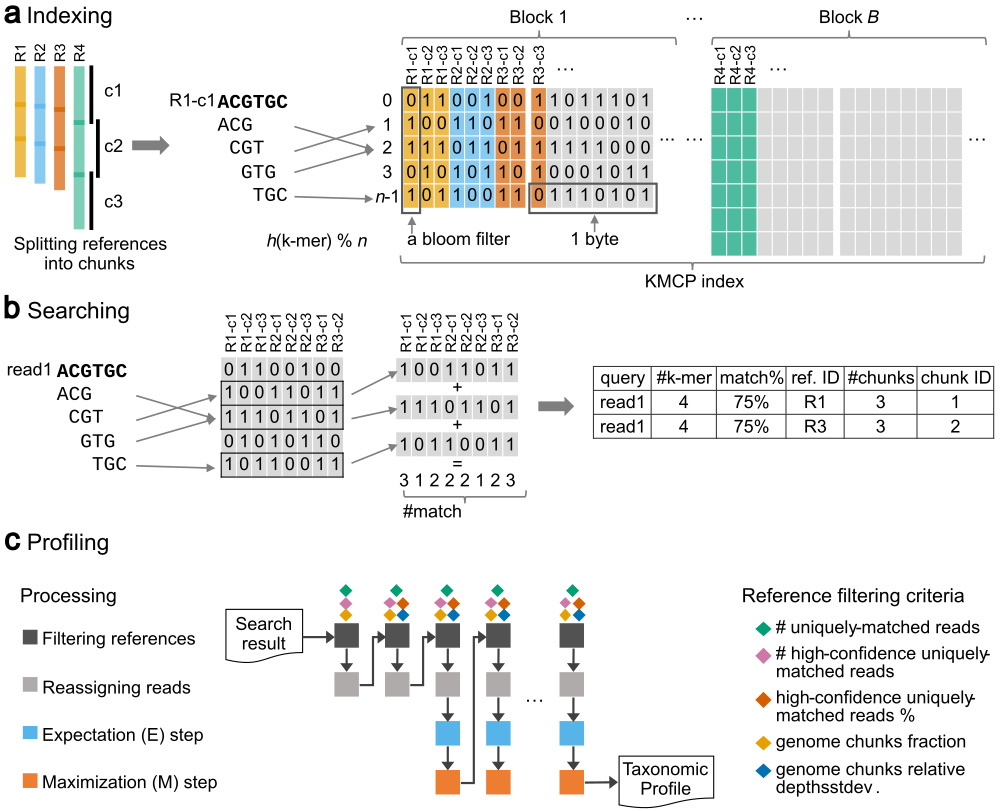 a Indexing
Block 1
...
Block B
R1 R2 R3 R4
c1
c2
c3
Splitting references
into chunks
R1-c1 R1-c2 R1-c3 R2-c1 R2-c2 R2-c3 R3-c1 R3-c2 R3-c3 ...
R4-c1 R4-c2 R4-c3 ...
R1-c1 ACGTGC
ACG
CGT
GTG
TGC
0 0 1 1 0 0 1 0 0 1 1 0 1 1 1 0 1
1 1 0 0 1 1 0 1 1 0 1 0 0 0 0 1 0
2 1 1 1 0 1 1 0 1 1 1 1 1 1 0 0 0
3 0 1 0 1 0 1 1 0 1 0 0 0 1 0 1 1
n-1 1 0 1 1 0 0 1 1 0 1 1 1 0 1 0 1
... ... ...
h(k-mer) % n
a bloom filter
1 byte
KMCP index
b Searching
R1-c1 R1-c2 R1-c3 R2-c1 R2-c2 R2-c3 R3-c1 R3-c2
R1-c1 R1-c2 R1-c3 R2-c1 R2-c2 R2-c3 R3-c1 R3-c2
read1 ACGTGC
ACG
CGT
GTG
TGC
0 1 1 0 0 1 0 0
1 0 0 1 1 0 1 1
1 1 1 0 1 1 0 1
0 1 0 1 0 1 1 0
1 0 1 1 0 0 1 1
1 0 0 1 1 0 1 1
+
1 1 1 0 1 1 0 1
+
1 0 1 1 0 0 1 1
=
3 1 2 2 2 1 2 3
#match
query #k-mer match% ref. ID #chunks chunk ID
read1 4 75% R1 3 1
read1 4 75% R3 3 2
c Profiling
Processing
Filtering references
Reassigning reads
Expectation (E) step
Maximization (M) step
Search
result
...
Taxonomic
Profile
Reference filtering criteria
# uniquely-matched reads
# high-confidence uniquely-
matched reads
high-confidence uniquely-
matched reads %
genome chunks fraction
genome chunks relative
depthsstdev.